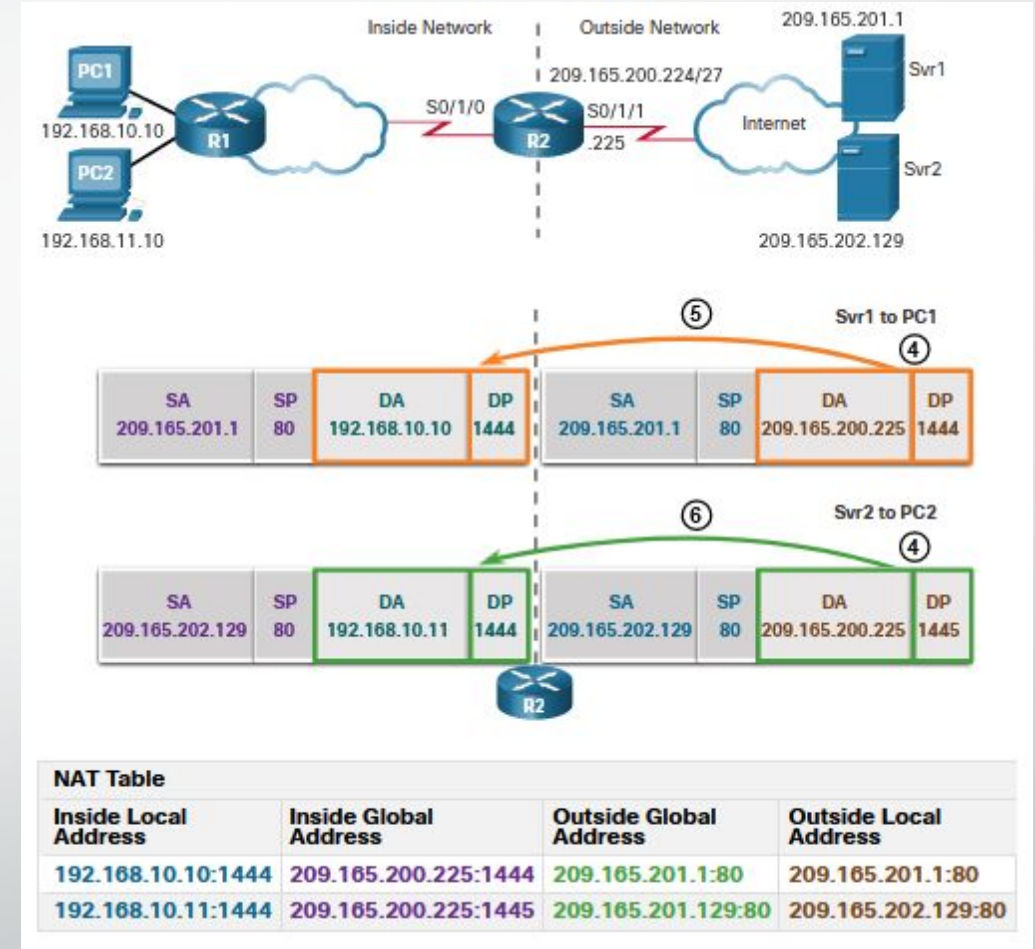 Inside Network
Outside Network
209.165.201.1
PC1
Svr1
209.165.200.224/27
S0/1/0
S0/1/1
192.168.10.10
R1
R2
.225
Internet
PC2
Svr2
192.168.11.10
209.165.202.129
5
Svr1 to PC1
4
SA SP DA DP SA SP DA DP
209.165.201.1 80 192.168.10.10 1444 209.165.201.1 80 209.165.200.225 1444
6
Svr2 to PC2
4
SA SP DA DP SA SP DA DP
209.165.202.129 80 192.168.10.11 1444 209.165.202.129 80 209.165.200.225 1445
R2
NAT Table
Inside Local Inside Global Outside Global Outside Local
Address Address Address Address
192.168.10.10:1444 209.165.200.225:1444 209.165.201.1:80 209.165.201.1:80
192.168.10.11:1444 209.165.200.225:1445 209.165.201.129:80 209.165.202.129:80